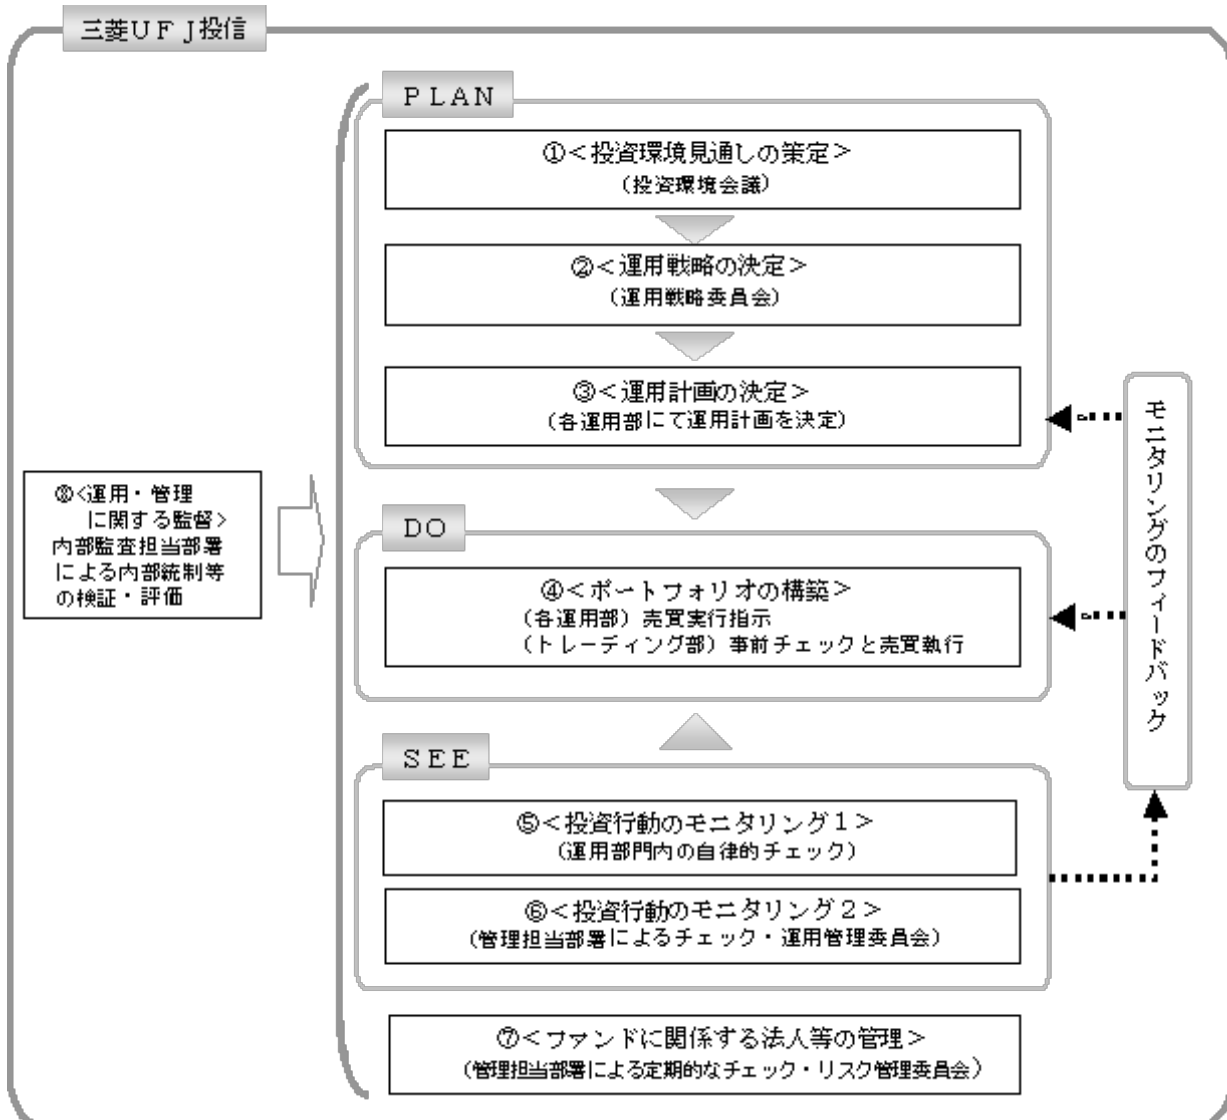 三菱ＵＦＪ投信
ＰＬＡＮ
①＜投資環境見通しの策定＞
（投資環境会議）
②＜運用戦略の決定＞
（運用戦略委員会）
③＜運用計画の決定＞
（各運用部にて運用計画を決定）
⑧＜運用・管理
に関する監督＞
内部監査担当部署
による内部統制等
の検証・評価
ＤＯ
④＜ポートフォリオの構築＞
（各運用部）売買実行指示
（トレーディング部）事前チェックと売買執行
ＳＥＥ
⑤＜投資行動のモニタリング１＞
（運用部門内の自律的チェック）
⑥＜投資行動のモニタリング２＞
（管理担当部署によるチェック・運用管理委員会）
⑦＜ファンドに関係する法人等の管理＞
（管理担当部署による定期的なチェック・リスク管理委員会）
モニタリングのフィードバック